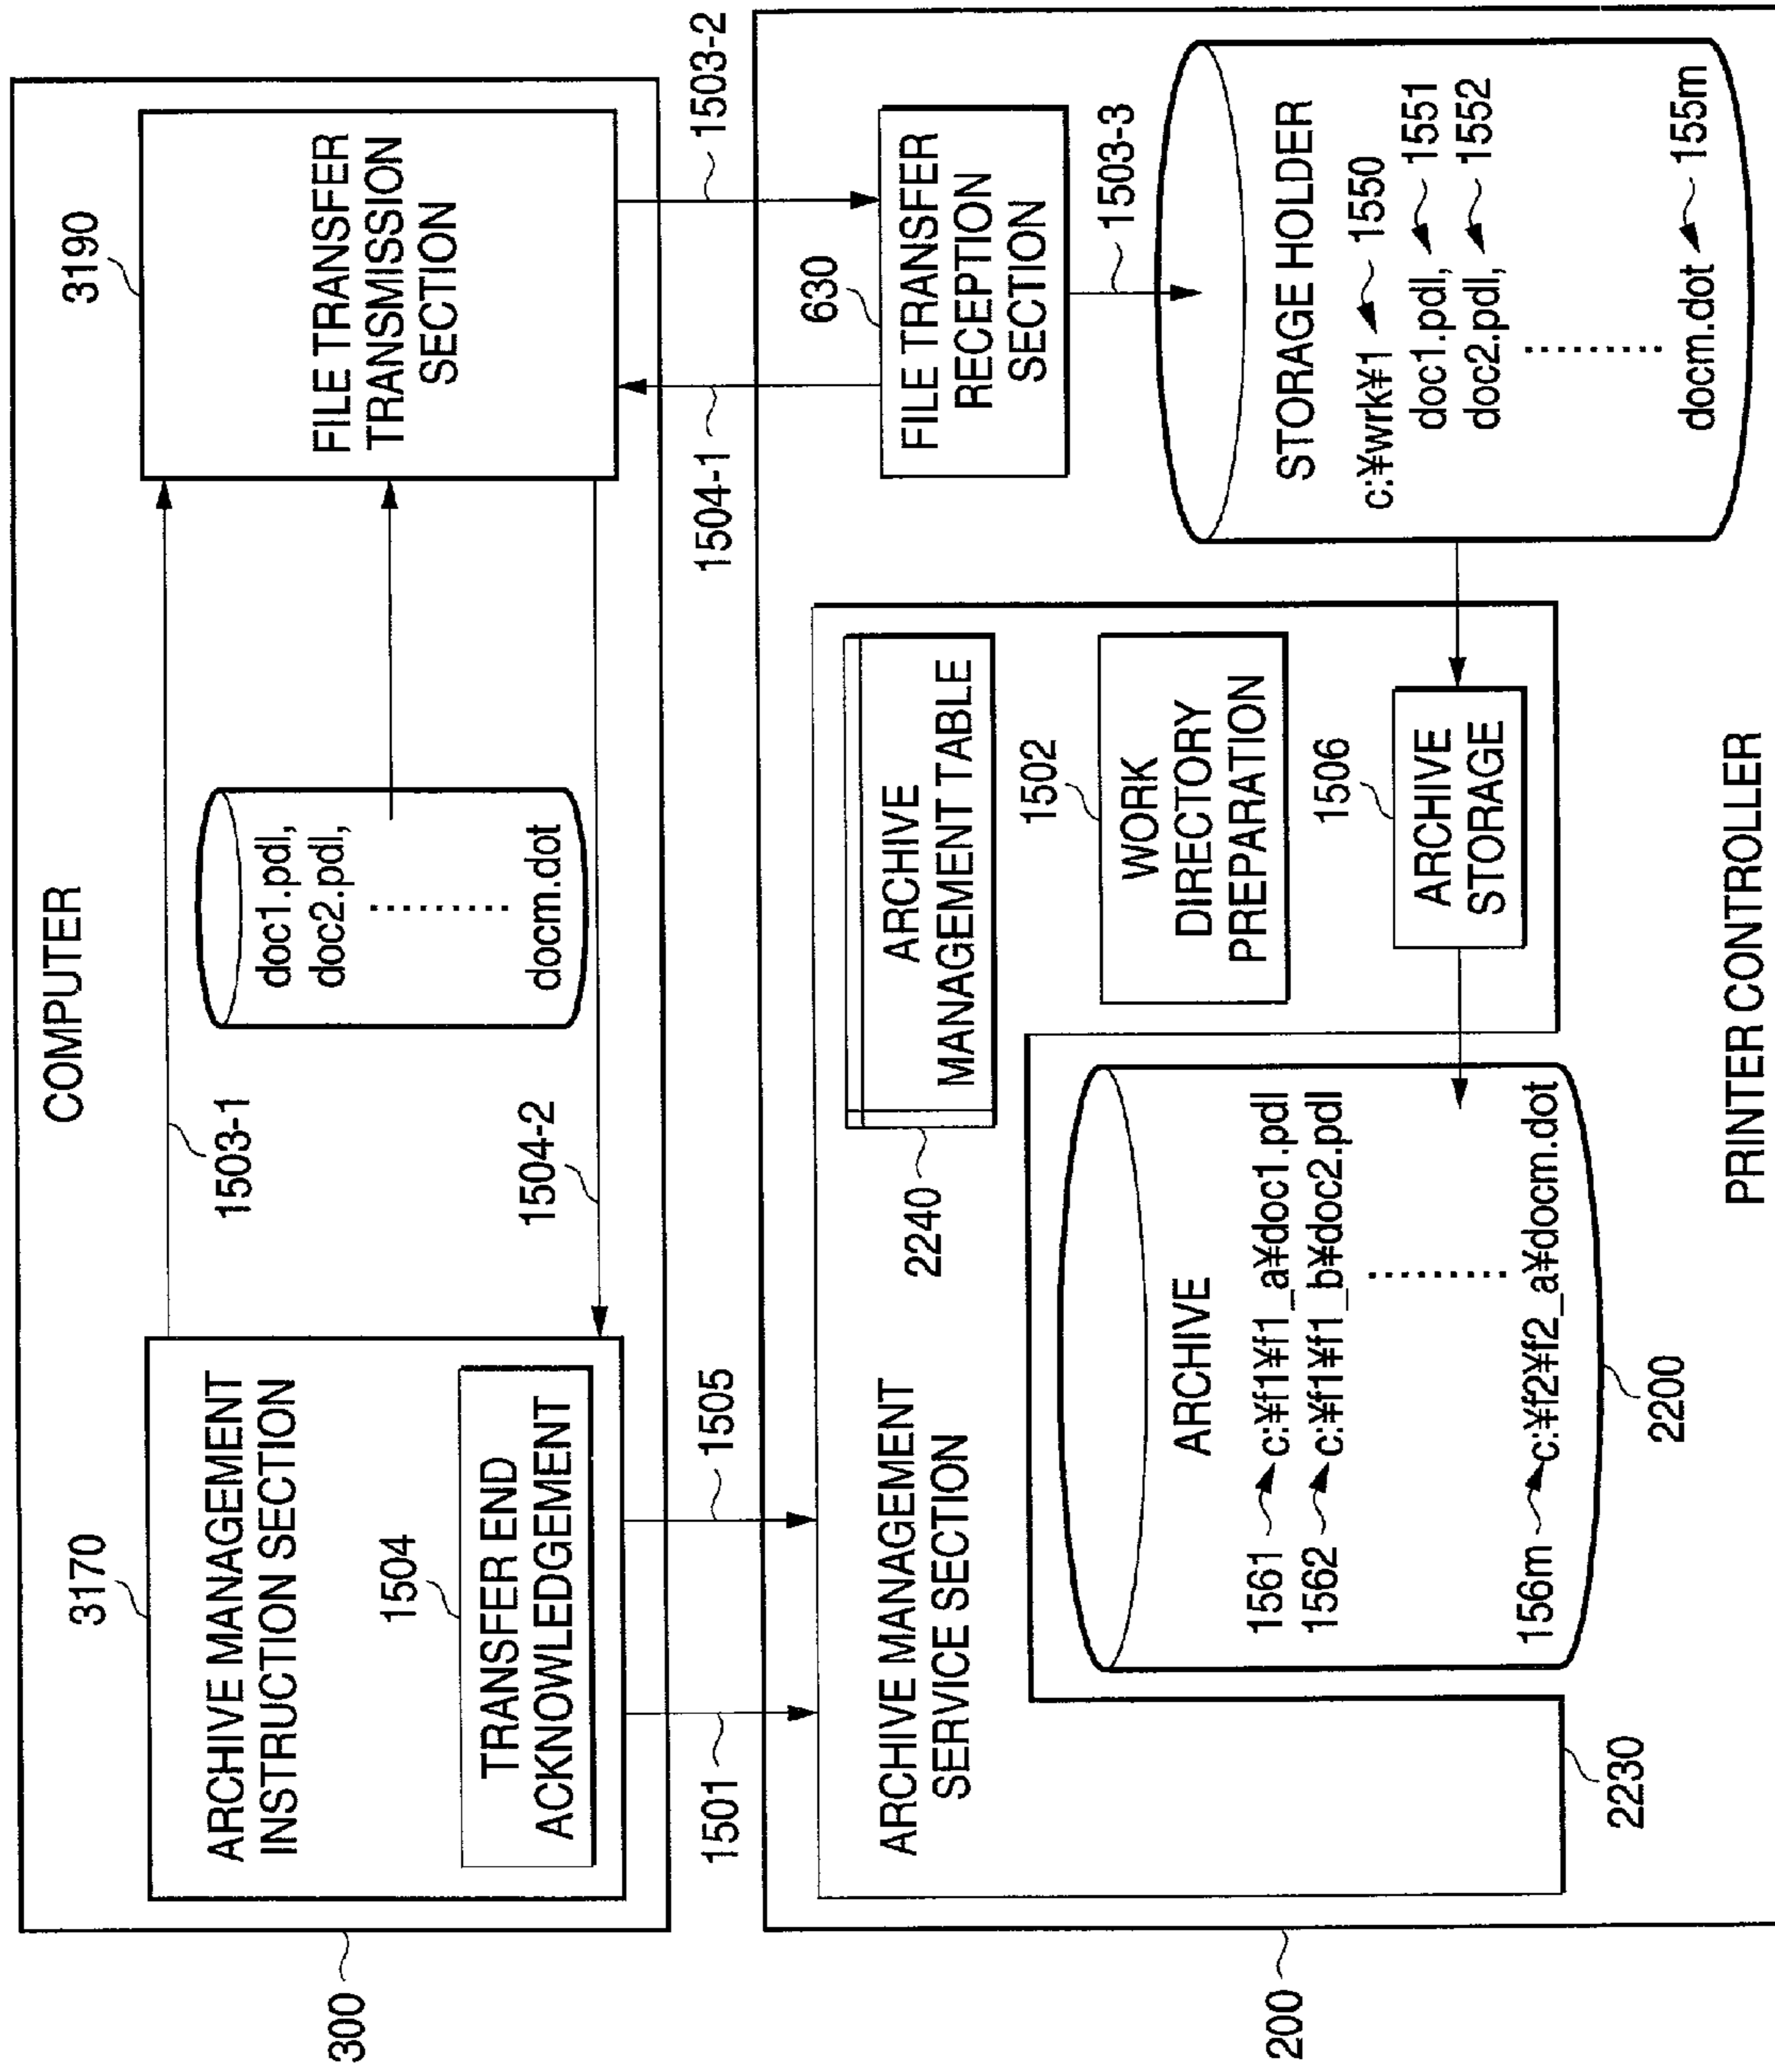 COMPUTER
300
3170
ARCHIVE MANAGEMENT
INSTRUCTION SECTION
1504
TRANSFER END
ACKNOWLEDGEMENT
1503-1
doc1.pdl,
doc2.pdl,
docm.dot
1504-2
3190
FILE TRANSFER
TRANSMISSION
SECTION
1501
1505
1504-1
1503-2
200
ARCHIVE MANAGEMENT
SERVICE SECTION
2240
ARCHIVE
MANAGEMENT TABLE
1502
WORK
DIRECTORY
PREPARATION
1506
ARCHIVE
STORAGE
ARCHIVE
1561
c:¥f1¥f1_a¥doc1.pdl
1562
c:¥f1¥f1_b¥doc2.pdl
156m
c:¥f2¥f2_a¥docm.dot
2230
2200
630
FILE TRANSFER
RECEPTION
SECTION
1503-3
STORAGE HOLDER
c:¥wrk¥1
1550
doc1.pdl,
1551
doc2.pdl,
1552
docm.dot
155m
PRINTER CONTROLLER